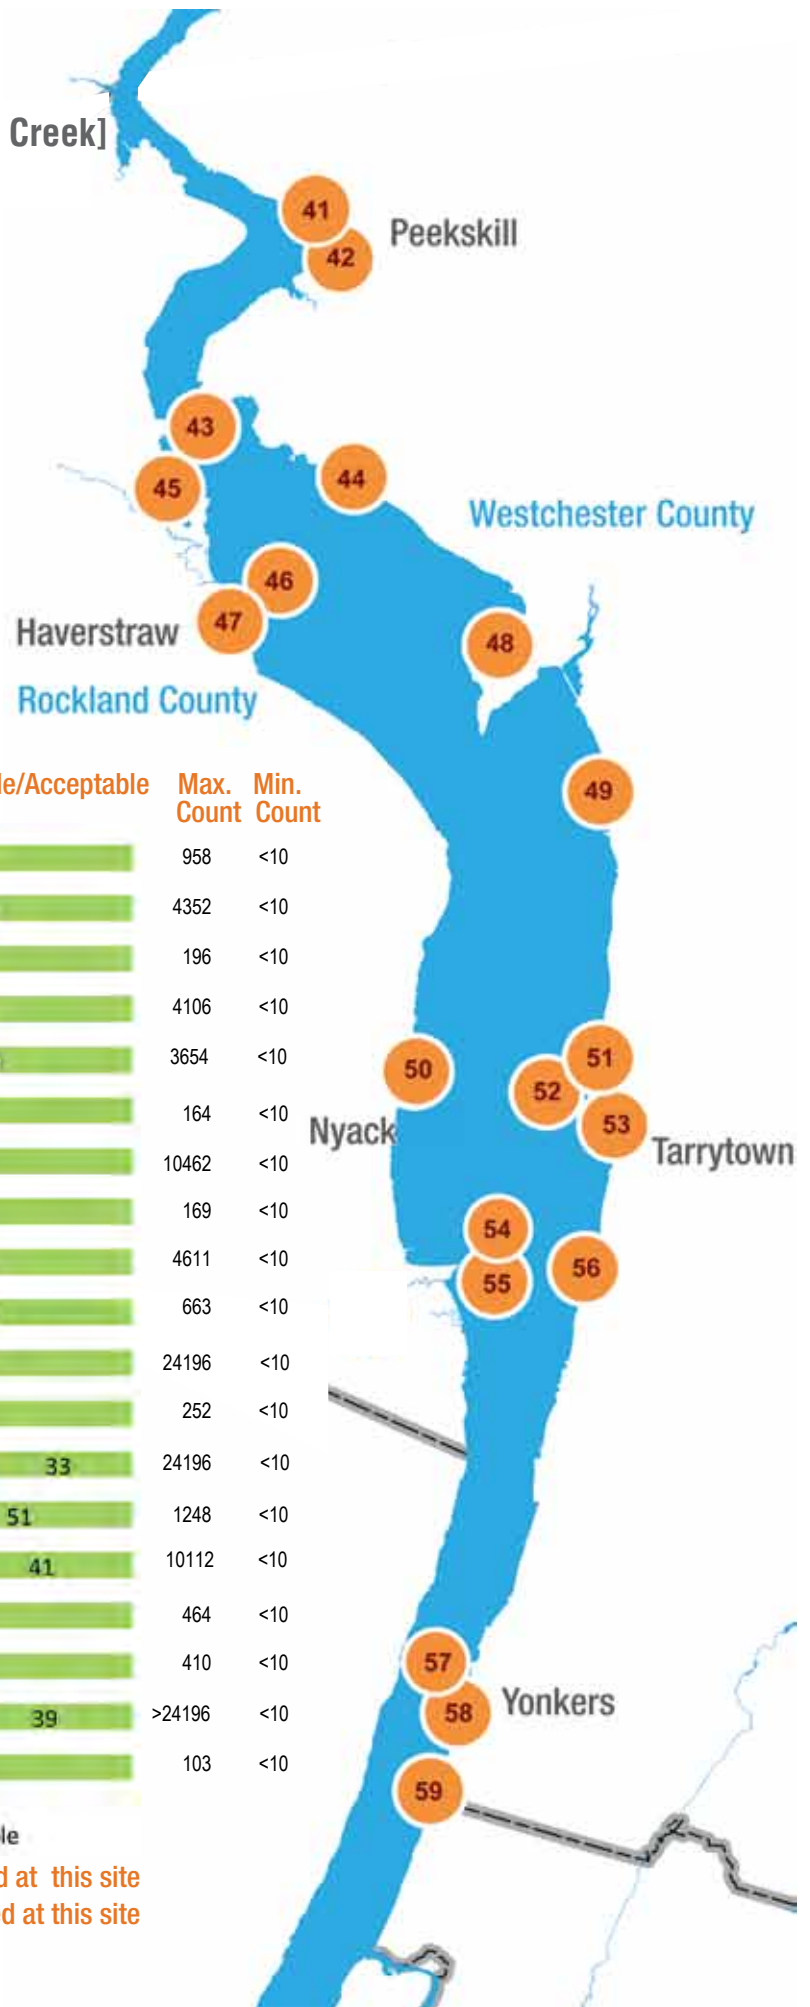 Creek]
41
Peekskill
42
43
44
45
Westchester County
46
47
Haverstraw
48
Rockland County
le/Acceptable Max. Min.
Count Count
49
958 <10
4352 <10
196 <10
4106 <10
3654 <10
50
51
52
164 <10
53
Nyack
Tarrytown
10462 <10
169 <10
54
4611 <10
56
55
663 <10
24196 <10
252 <10
33 24196 <10
51 1248 <10
41 10112 <10
464 <10
410 <10
57
Yonkers
58
39 >24196 <10
103 <10
59
le
d at this site
ed at this site